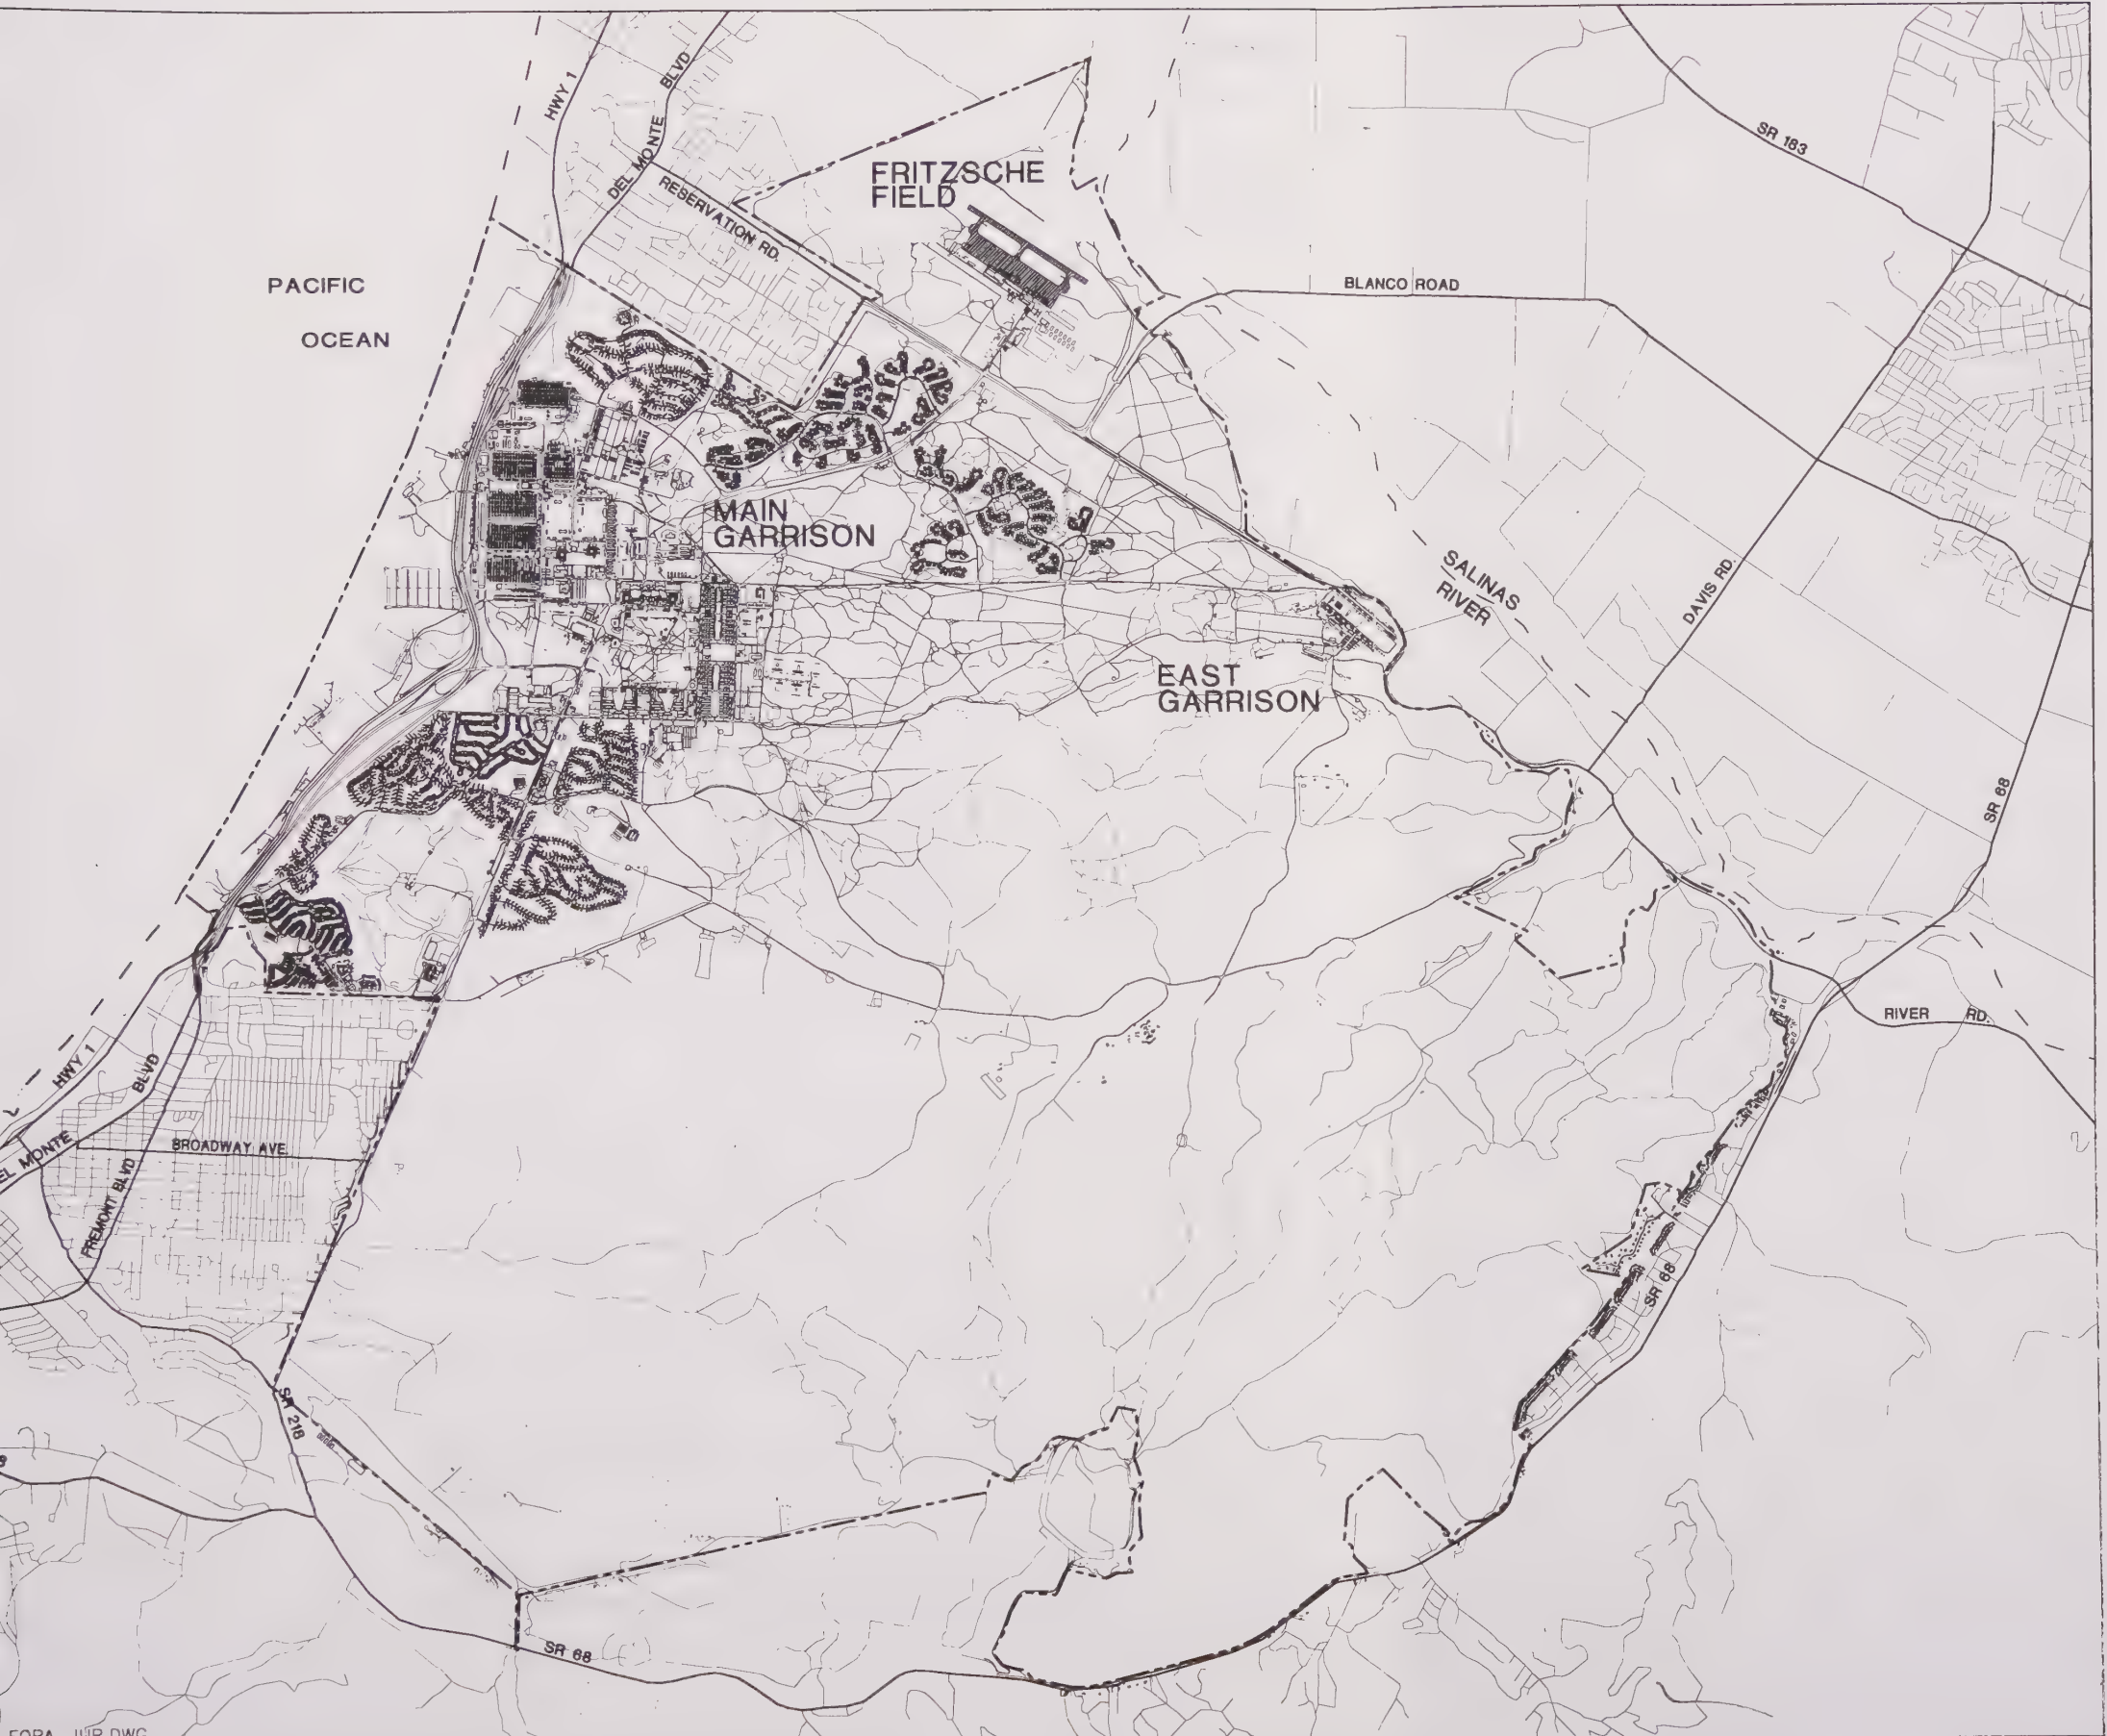 HWY 1
DEL MONTE BLVD
RESERVATION RD.
FRITZSCHE
FIELD
SR 183
PACIFIC
OCEAN
BLANCO ROAD
MAIN
GARRISON
SALINAS
RIVER
DAVIS RD.
EAST
GARRISON
SR 68
RIVER RD.
HWY 1
BLVD
EL MONTE
BROADWAY AVE.
FREMONT BLVD
SR 68
SR 218
SR 68